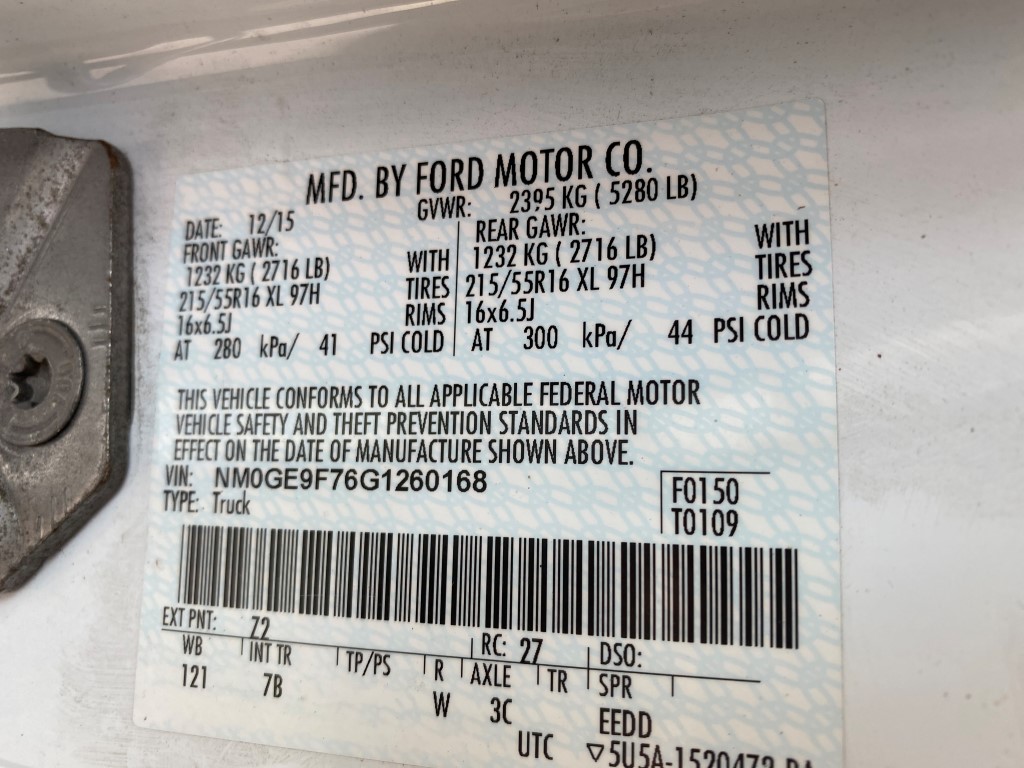 MFD. BY FORD MOTOR CO.
DATE: 12/15 GVWR: 2395 KG ( 5280 LB)
FRONT GAWR: REAR GAWR:
1232 KG ( 2716 LB) WITH 1232 KG ( 2716 LB) WITH
215/55R16 XL 97H TIRES 215/55R16 XL 97H TIRES
16x6.5J RIMS 16x6.5J RIMS
AT 280 kPa/ 41 PSI COLD AT 300 kPa/ 44 PSI COLD
THIS VEHICLE CONFORMS TO ALL APPLICABLE FEDERAL MOTOR
VEHICLE SAFETY AND THEFT PREVENTION STANDARDS IN
EFFECT ON THE DATE OF MANUFACTURE SHOWN ABOVE.
VIN: NM0GE9F76G1260168
TYPE: Truck
F0150
T0109
EXT PNT: Z2 RC: 27 DSO:
WB INT TR TP/PS R AXLE TR SPR
121 7B W 3C EEDD
UTC ▽5U5A-1520472-